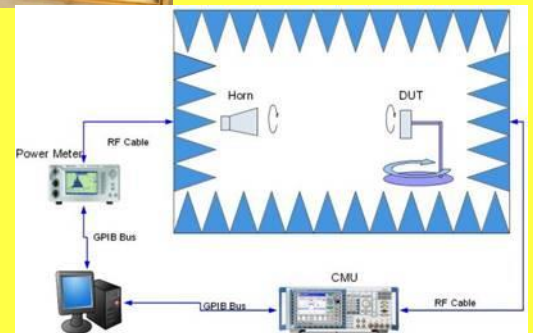 Horn
DUT
RF Cable
Power Meter
GPIB Bus
CMU
GPIB Bus
RF Cable